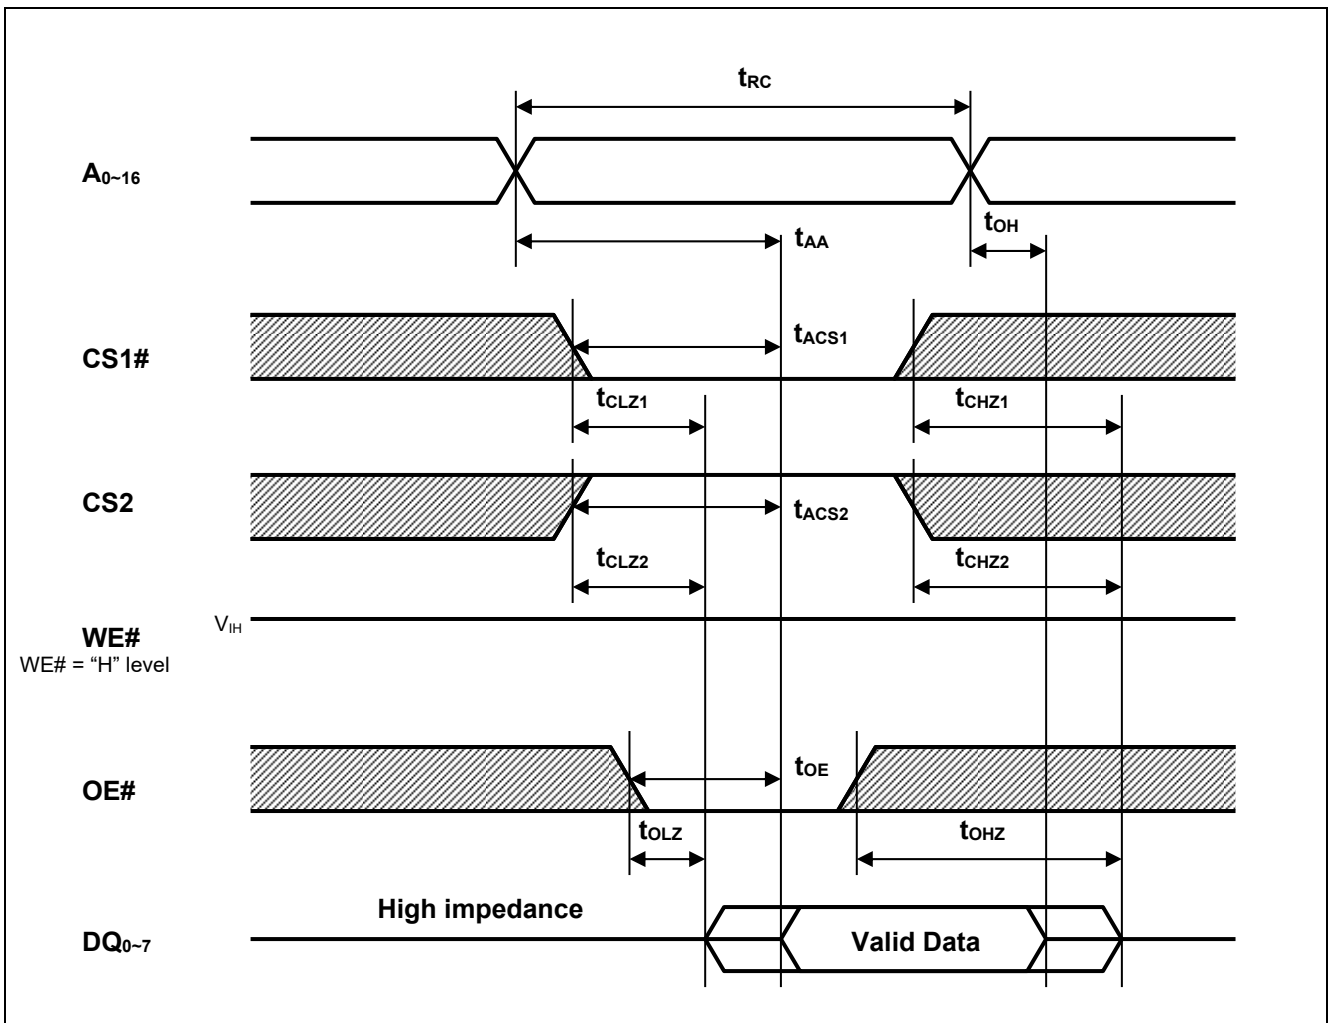 tRC
A0~16
tOH
tAA
tACS1
CS1#
tCLZ1
tCHZ1
CS2
tACS2
tCLZ2
tCHZ2
VIH
WE#
WE# = “H” level
tOE
OE#
tOLZ
tOHZ
High impedance
DQ0~7
Valid Data